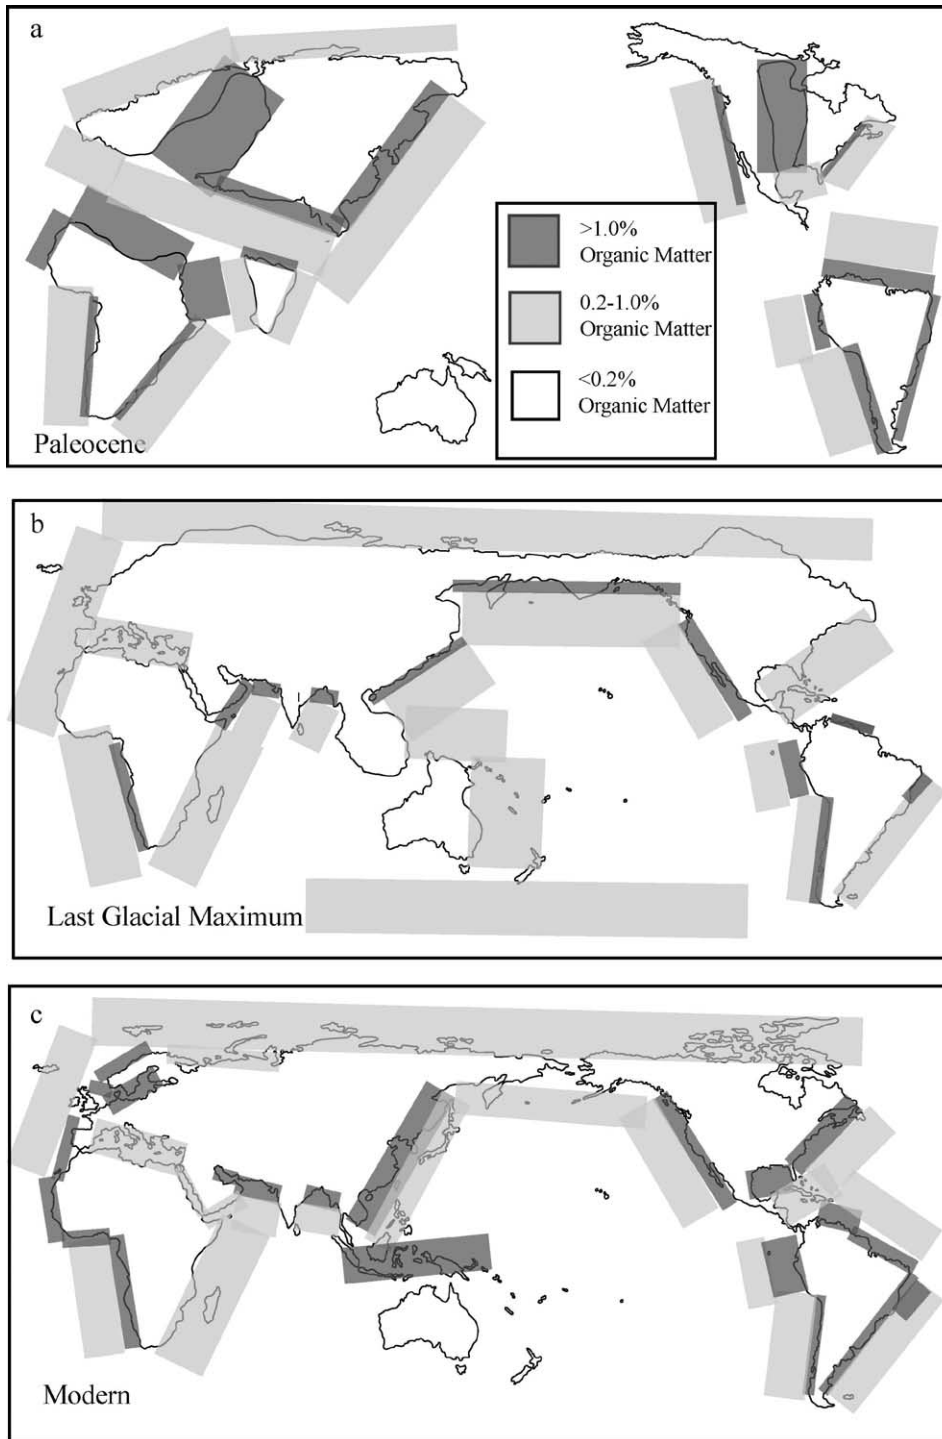 a
>1.0%
Organic Matter
0.2-1.0%
Organic Matter
<0.2%
Organic Matter
Paleocene
b
Last Glacial Maximum
c
Modern